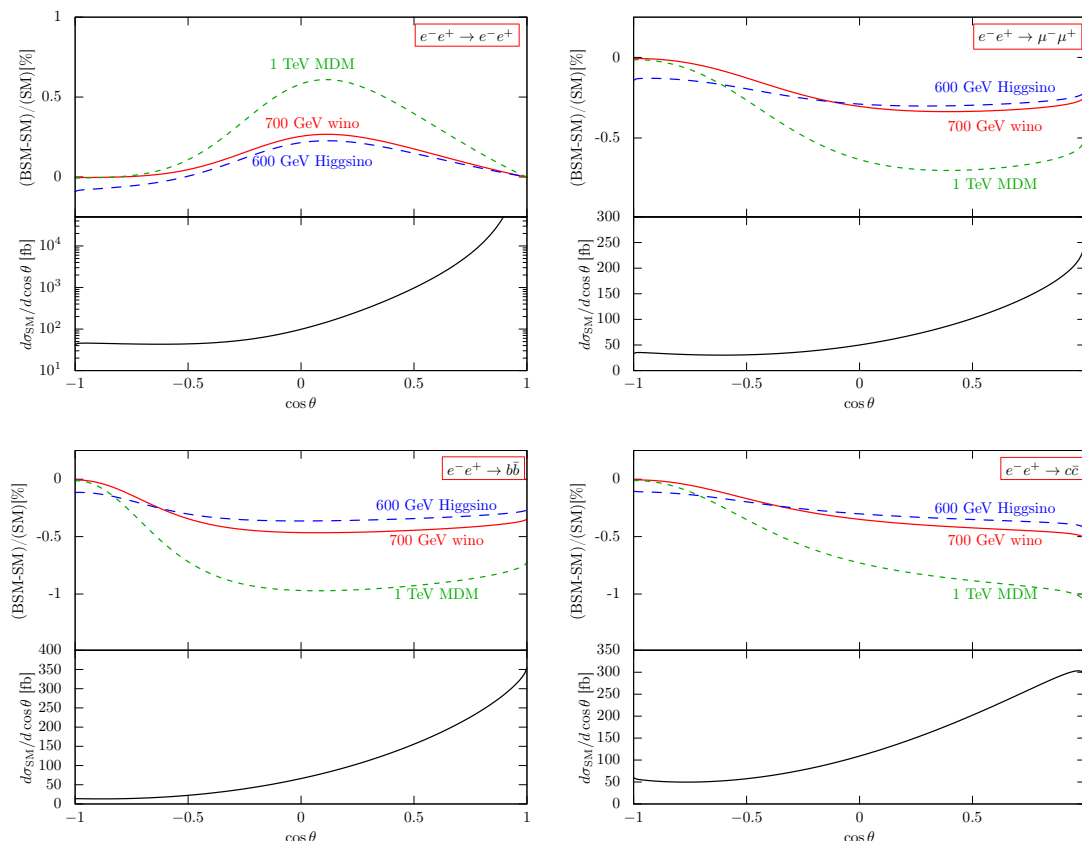 e⁻e⁺ → e⁻e⁺
(BSM-SM)/(SM)[%]
1
0.5
0
1 TeV MDM
700 GeV wino
600 GeV Higgsino
dσ_SM/d cos θ [fb]
10⁴
10³
10²
10¹
−1 −0.5 0 0.5 1
cos θ
e⁻e⁺ → μ⁻μ⁺
(BSM-SM)/(SM)[%]
0
-0.5
600 GeV Higgsino
700 GeV wino
1 TeV MDM
dσ_SM/d cos θ [fb]
300
250
200
150
100
50
0
−1 −0.5 0 0.5
cos θ
e⁻e⁺ → bb̄
(BSM-SM)/(SM)[%]
0
-0.5
-1
600 GeV Higgsino
700 GeV wino
1 TeV MDM
dσ_SM/d cos θ [fb]
400
350
300
250
200
150
100
50
0
−1 −0.5 0 0.5 1
cos θ
e⁻e⁺ → cc̄
(BSM-SM)/(SM)[%]
0
-0.5
-1
600 GeV Higgsino
700 GeV wino
1 TeV MDM
dσ_SM/d cos θ [fb]
350
300
250
200
150
100
50
0
−1 −0.5 0 0.5
cos θ